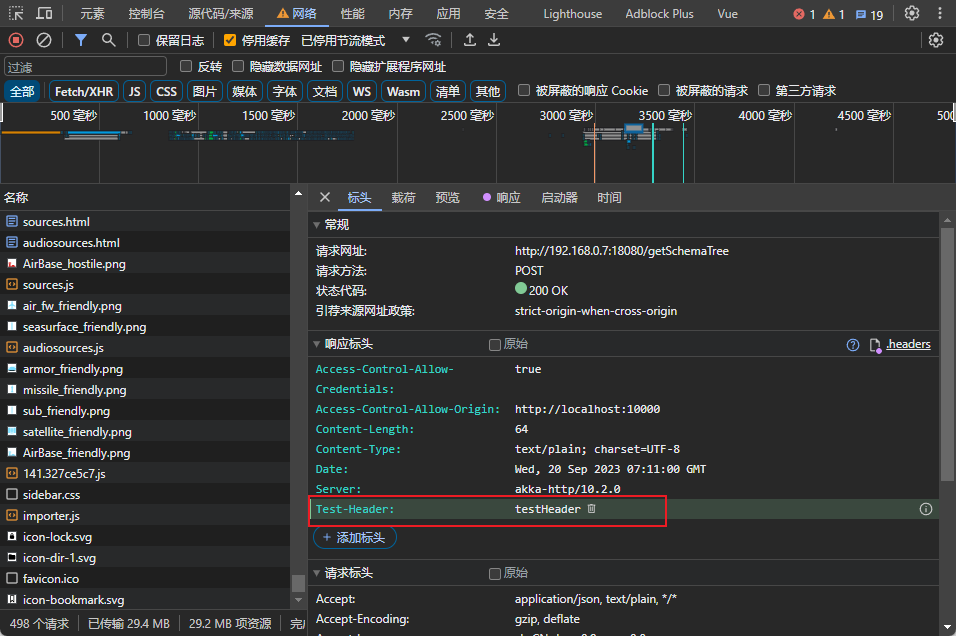 元素 控制台 源代码/来源 网络 性能 内存 应用 安全 Lighthouse Adblock Plus Vue 1 1 19
保留日志 停用缓存 已停用节流模式
过滤 反转 隐藏数据网址 隐藏扩展程序网址
全部 Fetch/XHR JS CSS 图片 媒体 字体 文档 WS Wasm 清单 其他 被屏蔽的响应 Cookie 被屏蔽的请求 第三方请求
500 毫秒 1000 毫秒 1500 毫秒 2000 毫秒 2500 毫秒 3000 毫秒 3500 毫秒 4000 毫秒 4500 毫秒 500
名称
sources.html
audiosources.html
AirBase_hostile.png
sources.js
air_fw_friendly.png
seasurface_friendly.png
audiosources.js
armor_friendly.png
missile_friendly.png
sub_friendly.png
satellite_friendly.png
AirBase_friendly.png
141.327ce5c7.js
sidebar.css
importer.js
icon-lock.svg
icon-dir-1.svg
favicon.ico
icon-bookmark.svg
498 个请求 已传输 29.4 MB 29.2 MB 项资源
标头 载荷 预览 响应 启动器 时间
常规
请求网址: http://192.168.0.7:18080/getSchemaTree
请求方法: POST
状态代码: 200 OK
引荐来源网址政策: strict-origin-when-cross-origin
响应标头 原始 .headers
Access-Control-Allow- true
Credentials:
Access-Control-Allow-Origin: http://localhost:10000
Content-Length: 64
Content-Type: text/plain; charset=UTF-8
Date: Wed, 20 Sep 2023 07:11:00 GMT
Server: akka-http/10.2.0
Test-Header: testHeader
+ 添加标头
请求标头 原始
Accept: application/json, text/plain, */*
Accept-Encoding: gzip, deflate